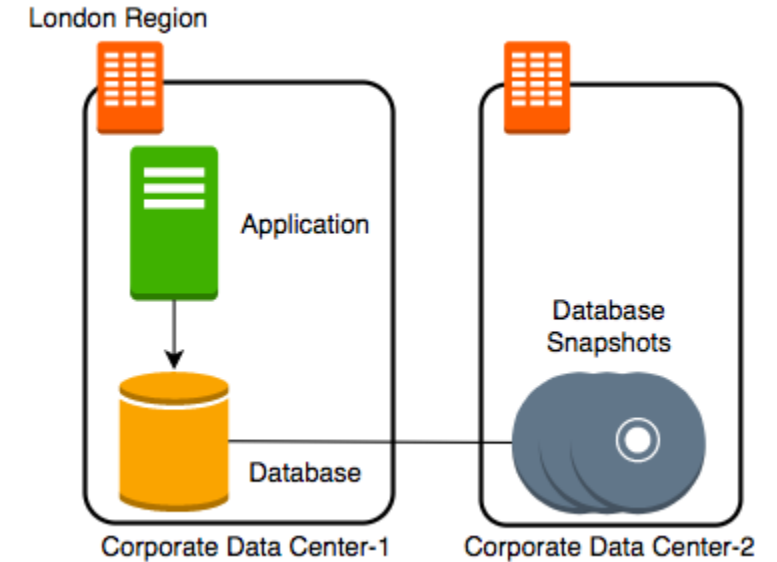 London Region
Application
Database
Snapshots
Database
Corporate Data Center-1
Corporate Data Center-2